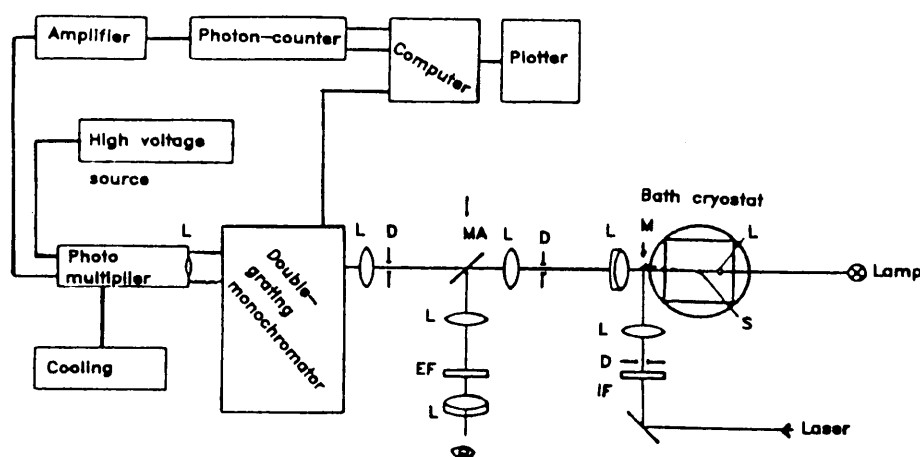 Amplifier
Photon-counter
Computer
Plotter
High voltage
source
Bath cryostat
L
L
D
MA
L
D
L
M
L
Photo
multiplier
Double-
grating
monochromator
Lamp
L
L
S
D
EF
IF
Cooling
L
Laser